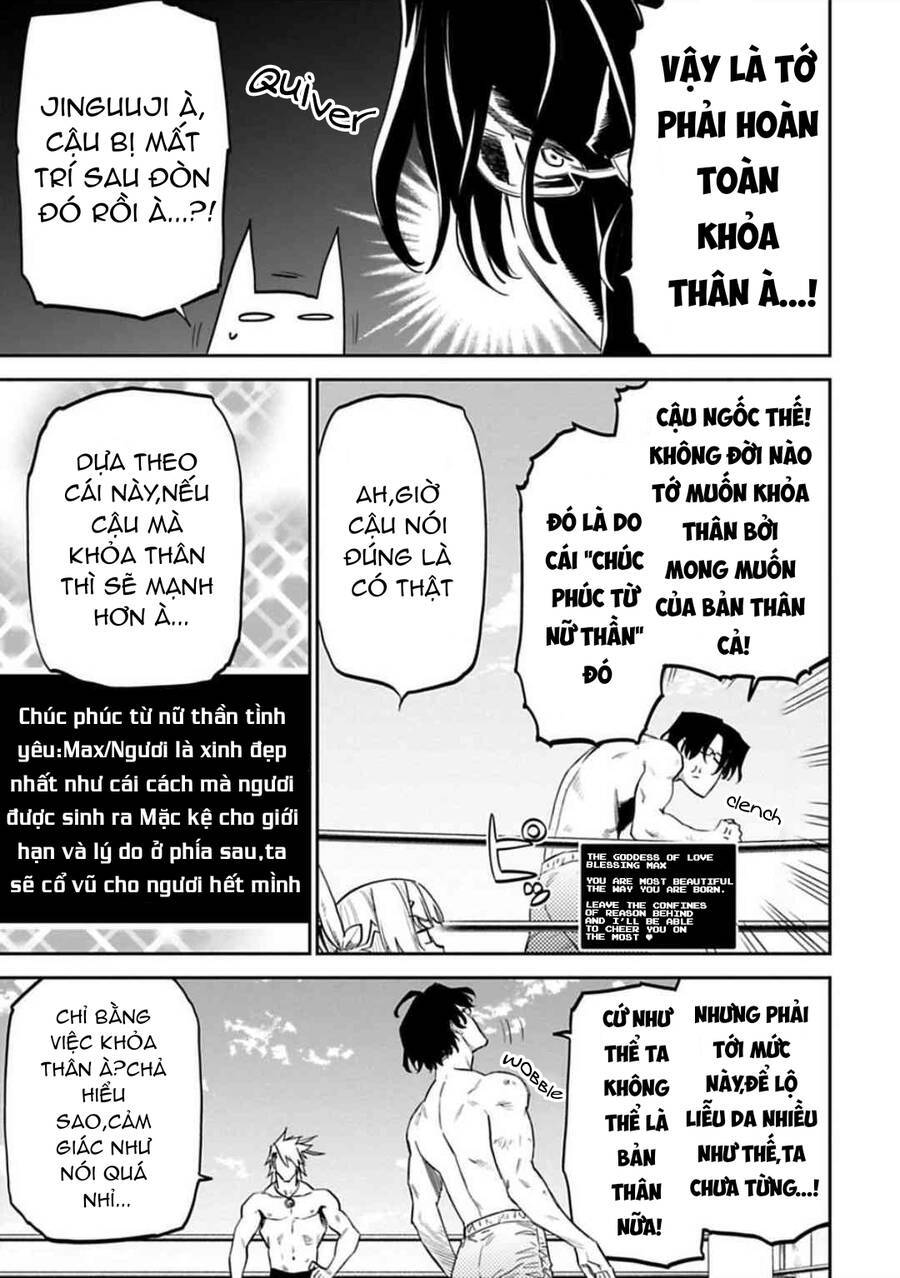 VẬY LÀ TỚ
PHẢI HOÀN
TOÀN
KHỎA
THÂN À...!
Quiver
JINGUUJI À,
CẬU BỊ MẤT
TRÍ SAU ĐÒN
ĐÓ RỒI À...?!
CẬU NGỐC THẾ!
KHÔNG ĐỜI NÀO
TỚ MUỐN KHỎA
THÂN BỞI
MONG MUỐN
CỦA BẢN THÂN
CẢ!
ĐÓ LÀ DO
CÁI "CHÚC
PHÚC TỪ
NỮ THẦN"
ĐÓ
AH,GIỜ
CẬU NÓI
ĐÚNG LÀ
CÓ THẬT
clench
ピこ
THE GODDESS OF LOVE
BLESSING MAX
YOU ARE MOST BEAUTIFUL
THE WAY YOU ARE BORN.
LEAVE THE CONFINES
OF REASON BEHIND
AND I'LL BE ABLE
TO CHEER YOU ON
THE MOST ♥
DỰA THEO
CÁI NÀY,NẾU
CẬU MÀ
KHỎA THÂN
THÌ SẼ MẠNH
HƠN À...
Chúc phúc từ nữ thần tình
yêu:Max/Ngươi là xinh đẹp
nhất như cái cách mà ngươi
được sinh ra Mặc kệ cho giới
hạn và lý do ở phía sau,ta
sẽ cổ vũ cho ngươi hết mình
NHƯNG PHẢI
TỚI MỨC
NÀY,ĐỂ LỘ
LIỄU DA NHIỀU
NHƯ THẾ,TA
CHƯA TỪNG...!
CỨ NHƯ
THỂ TA
KHÔNG
THỂ LÀ
BẢN
THÂN
NỮA!
WOBBle
CHỈ BẰNG
VIỆC KHỎA
THÂN À?CHẢ
HIỂU
SAO,CẢM
GIÁC NHƯ
NÓI QUÁ
NHỈ...